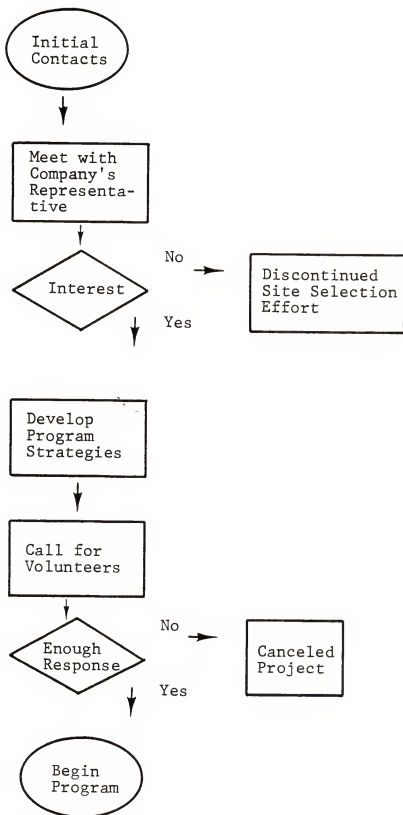 Initial
Contacts
Meet with
Company's
Representa-
tive
Interest
No
Discontinued
Site Selection
Effort
Yes
Develop
Program
Strategies
Call for
Volunteers
Enough
Response
No
Canceled
Project
Yes
Begin
Program